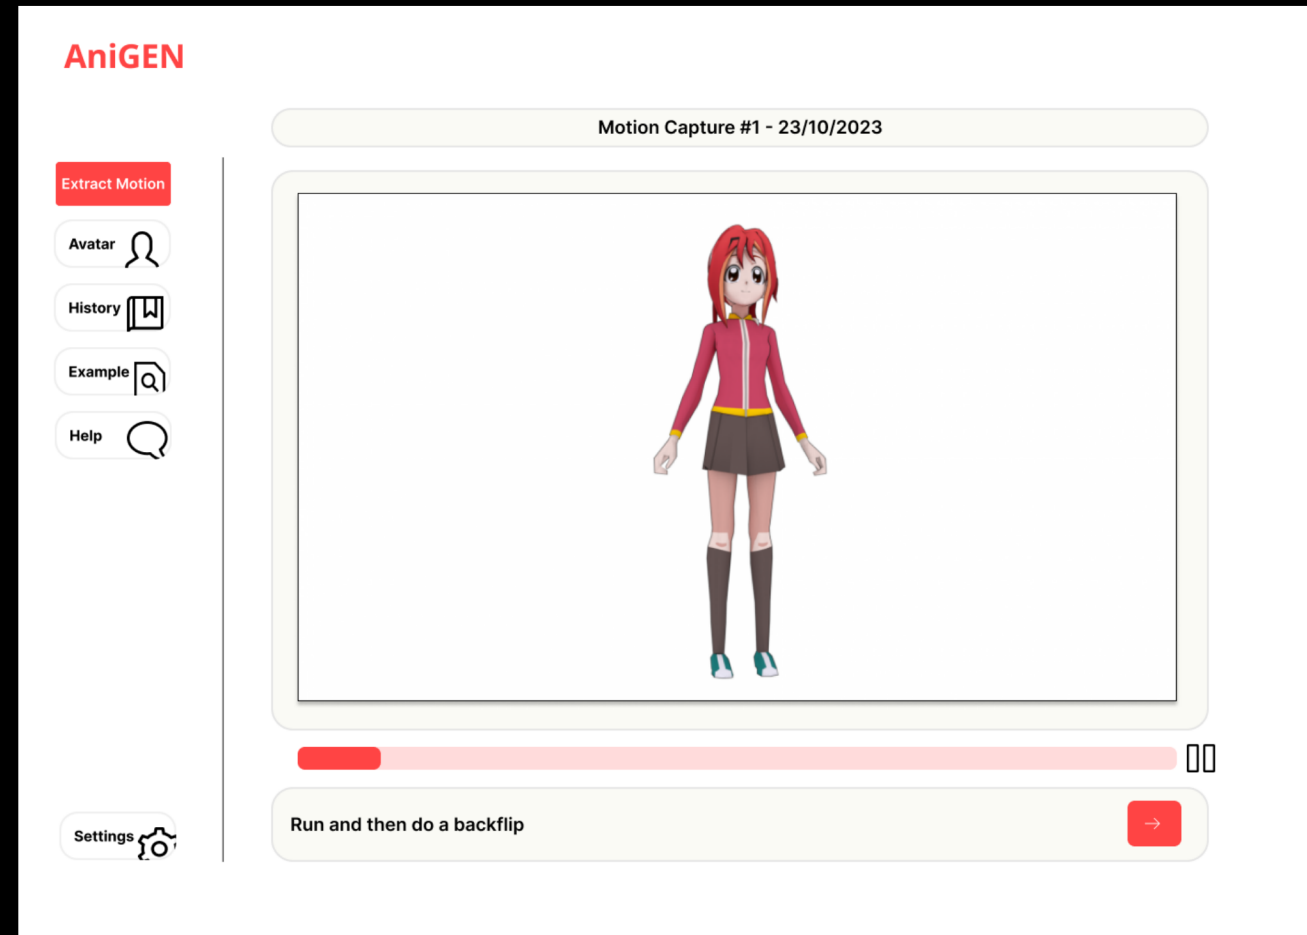 AniGEN
Motion Capture #1 - 23/10/2023
Extract Motion
Avatar
History
Example
Help
Settings
Run and then do a backflip